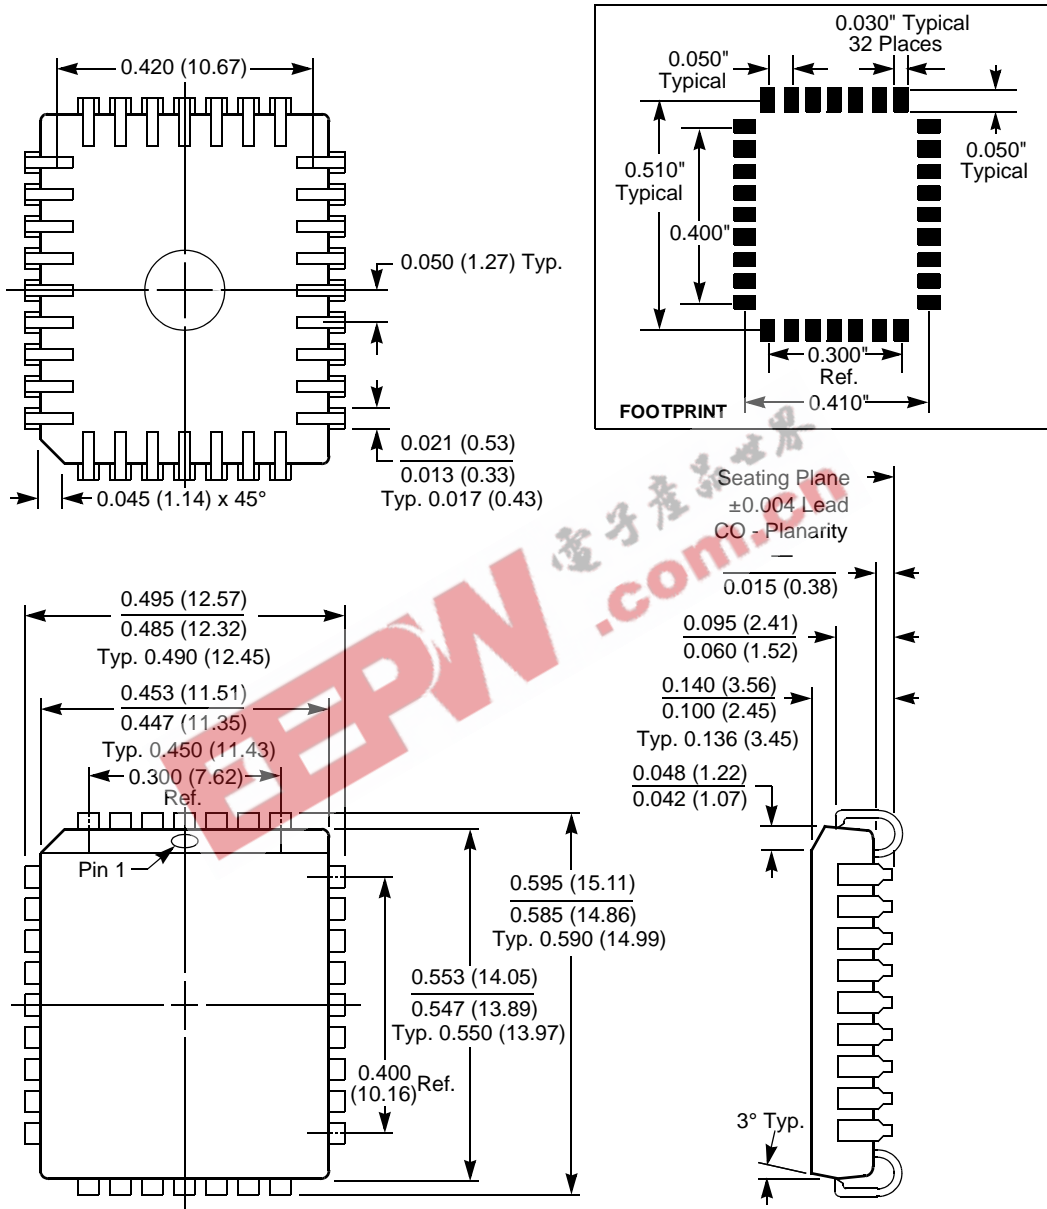 0.420 (10.67)
0.050 (1.27) Typ.
0.021 (0.53)
0.013 (0.33)
Typ. 0.017 (0.43)
0.045 (1.14) x 45°
0.030" Typical
32 Places
0.050"
Typical
0.050"
Typical
0.510"
Typical
0.400"
0.300"
Ref.
0.410"
FOOTPRINT
Seating Plane
±0.004 Lead
CO - Planarity
0.015 (0.38)
0.095 (2.41)
0.060 (1.52)
0.140 (3.56)
0.100 (2.45)
Typ. 0.136 (3.45)
0.048 (1.22)
0.042 (1.07)
3° Typ.
0.495 (12.57)
0.485 (12.32)
Typ. 0.490 (12.45)
0.453 (11.51)
0.447 (11.35)
Typ. 0.450 (11.43)
0.300 (7.62)
Ref.
Pin 1
0.595 (15.11)
0.585 (14.86)
Typ. 0.590 (14.99)
0.553 (14.05)
0.547 (13.89)
Typ. 0.550 (13.97)
0.400
(10.16) Ref.
EEPW
電子產品世界
.com.cn